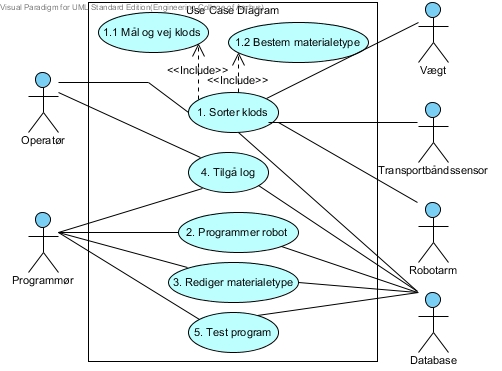 Visual Paradigm for UML Standard Edition(Engineering College of
Use Case Diagram
1.1 Mål og vej klods
1.2 Bestem materialetype
<<Include>>
<<Include>>
Vægt
1. Sorter klods
Operatør
Transportbåndssensor
4. Tilgå log
2. Programmer robot
Programmør
Robotarm
3. Rediger materialetype
5. Test program
Database